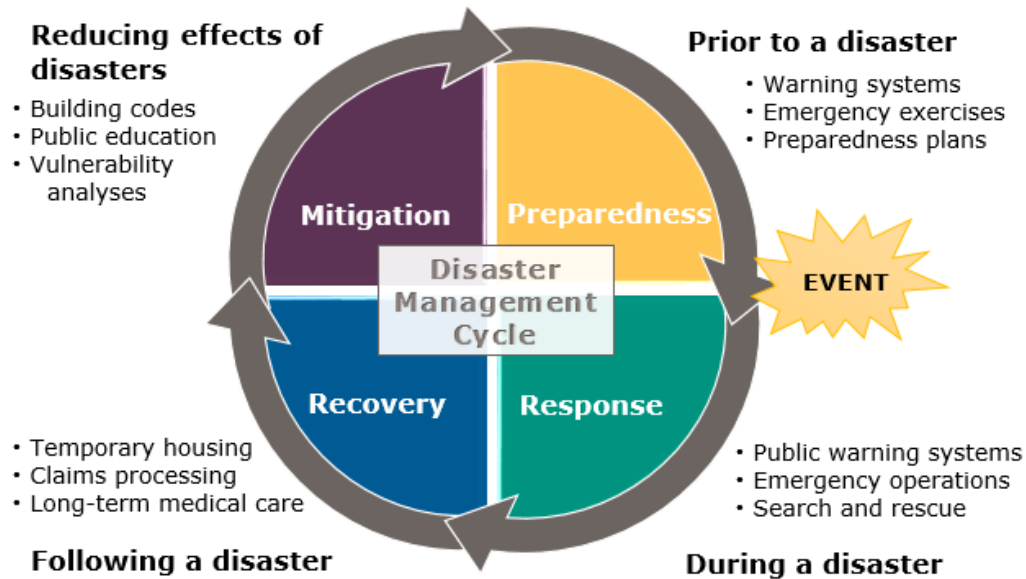 Reducing effects of
disasters
• Building codes
• Public education
• Vulnerability
analyses
Prior to a disaster
• Warning systems
• Emergency exercises
• Preparedness plans
Mitigation
Preparedness
EVENT
Disaster
Management
Cycle
Recovery
Response
• Temporary housing
• Claims processing
• Long-term medical care
Following a disaster
• Public warning systems
• Emergency operations
• Search and rescue
During a disaster